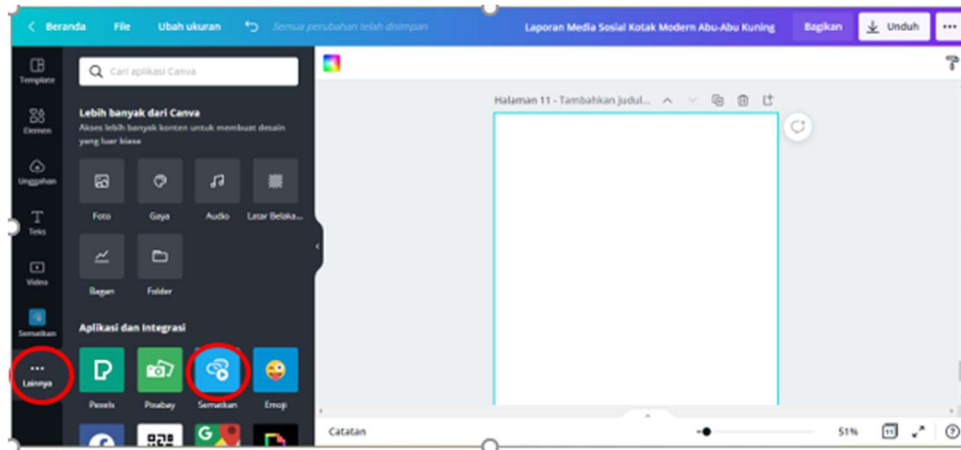 Beranda
File
Ubah ukuran
Semua perubahan telah disimpan
Laporan Media Sosial Kotak Modern Abu-Abu Kuning
Bagikan
Unduh
Template
Elemen
Unggahan
Teks
Video
Sematkan
Lainnya
Cari aplikasi Canva
Lebih banyak dari Canva
Akses lebih banyak konten untuk membuat desain
yang luar biasa
Foto
Gaya
Audio
Latar Belaka...
Bagan
Folder
Aplikasi dan Integrasi
Pexels
Pixabay
Sematkan
Emoji
Halaman 11 - Tambahkan judul...
Catatan
51%
11